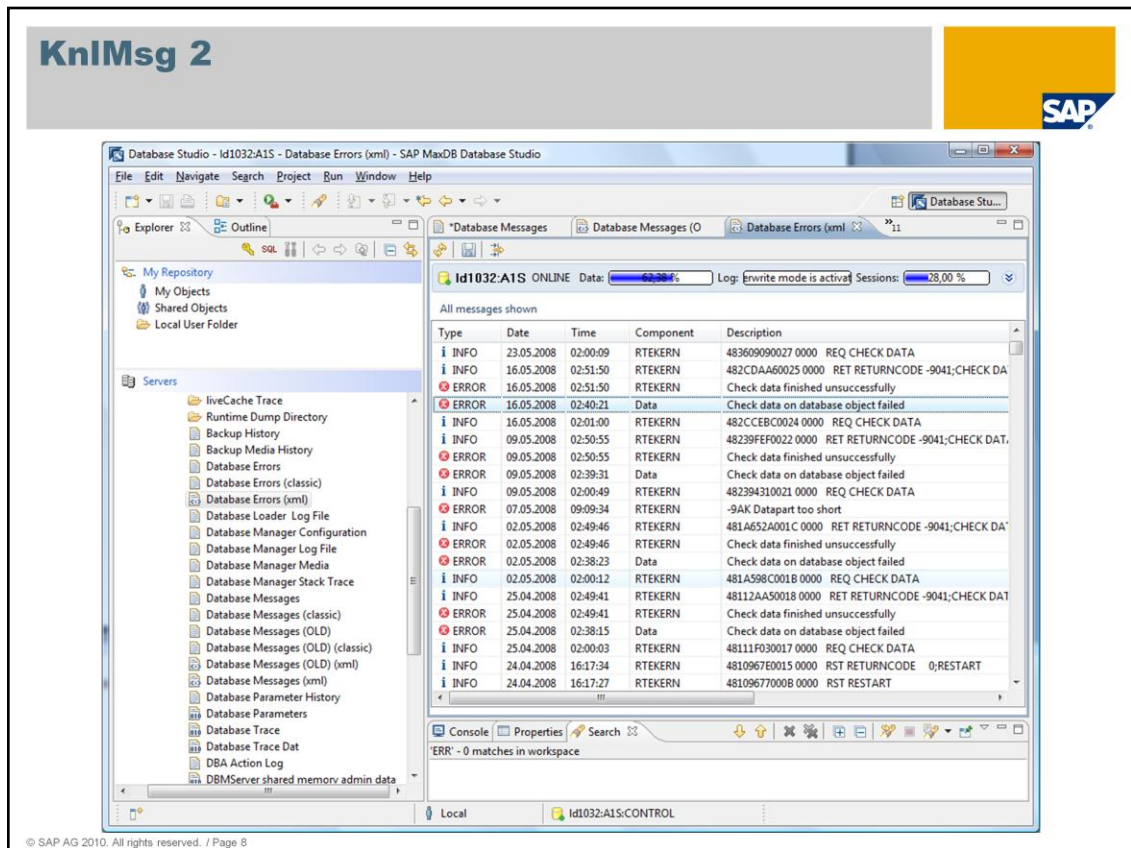 KnlMsg 2
SAP
Database Studio - ld1032:A1S - Database Errors (xml) - SAP MaxDB Database Studio
File Edit Navigate Search Project Run Window Help
Database Stu...
Explorer Outline
SQL
My Repository
My Objects
Shared Objects
Local User Folder
Servers
liveCache Trace
Runtime Dump Directory
Backup History
Backup Media History
Database Errors
Database Errors (classic)
Database Errors (xml)
Database Loader Log File
Database Manager Configuration
Database Manager Log File
Database Manager Media
Database Manager Stack Trace
Database Messages
Database Messages (classic)
Database Messages (OLD)
Database Messages (OLD) (classic)
Database Messages (OLD) (xml)
Database Messages (xml)
Database Parameter History
Database Parameters
Database Trace
Database Trace Dat
DBA Action Log
DBMServer shared memory admin data
*Database Messages Database Messages (O Database Errors (xml "11
ld1032:A1S ONLINE Data: 62,38 % Log: erwrite mode is activat Sessions: 28,00 %
All messages shown
Type Date Time Component Description
INFO 23.05.2008 02:00:09 RTEKERN 483609090027 0000 REQ CHECK DATA
INFO 16.05.2008 02:51:50 RTEKERN 482CDAA60025 0000 RET RETURNCODE -9041;CHECK DA
ERROR 16.05.2008 02:51:50 RTEKERN Check data finished unsuccessfully
ERROR 16.05.2008 02:40:21 Data Check data on database object failed
INFO 16.05.2008 02:01:00 RTEKERN 482CCEBC0024 0000 REQ CHECK DATA
INFO 09.05.2008 02:50:55 RTEKERN 48239FEF0022 0000 RET RETURNCODE -9041;CHECK DAT
ERROR 09.05.2008 02:50:55 RTEKERN Check data finished unsuccessfully
ERROR 09.05.2008 02:39:31 Data Check data on database object failed
INFO 09.05.2008 02:00:49 RTEKERN 482394310021 0000 REQ CHECK DATA
ERROR 07.05.2008 09:09:34 RTEKERN -9AK Datapart too short
INFO 02.05.2008 02:49:46 RTEKERN 481A652A001C 0000 RET RETURNCODE -9041;CHECK DA
ERROR 02.05.2008 02:49:46 RTEKERN Check data finished unsuccessfully
ERROR 02.05.2008 02:38:23 Data Check data on database object failed
INFO 02.05.2008 02:00:12 RTEKERN 481A598C001B 0000 REQ CHECK DATA
INFO 25.04.2008 02:49:41 RTEKERN 48112AA50018 0000 RET RETURNCODE -9041;CHECK DAT
ERROR 25.04.2008 02:49:41 RTEKERN Check data finished unsuccessfully
ERROR 25.04.2008 02:38:15 Data Check data on database object failed
INFO 25.04.2008 02:00:03 RTEKERN 48111F030017 0000 REQ CHECK DATA
INFO 24.04.2008 16:17:34 RTEKERN 4810967E0015 0000 RST RETURNCODE 0;RESTART
INFO 24.04.2008 16:17:27 RTEKERN 48109677000B 0000 RST RESTART
Console Properties Search
'ERR' - 0 matches in workspace
Local ld1032:A1S:CONTROL
© SAP AG 2010. All rights reserved. / Page 8